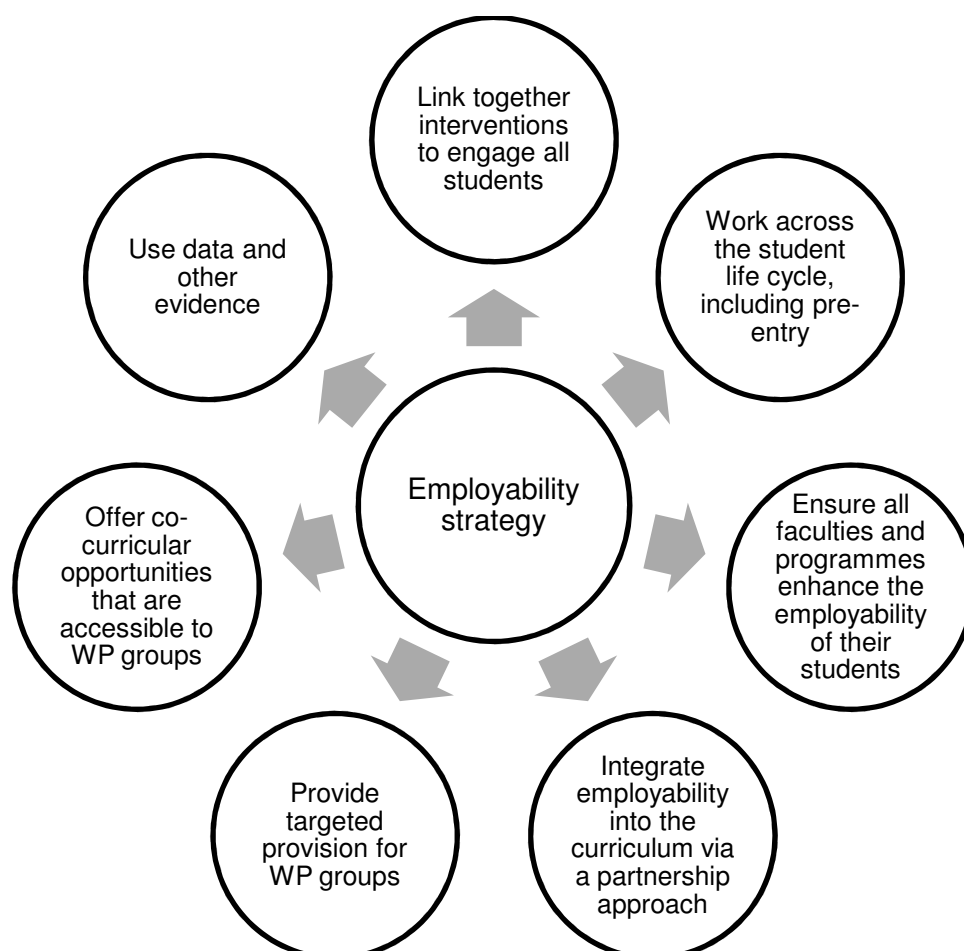 Link together
interventions
to engage all
students
Work across
the student
life cycle,
including pre-
entry
Ensure all
faculties and
programmes
enhance the
employability
of their
students
Integrate
employability
into the
curriculum via
a partnership
approach
Provide
targeted
provision for
WP groups
Offer co-
curricular
opportunities
that are
accessible to
WP groups
Use data and
other
evidence
Employability
strategy